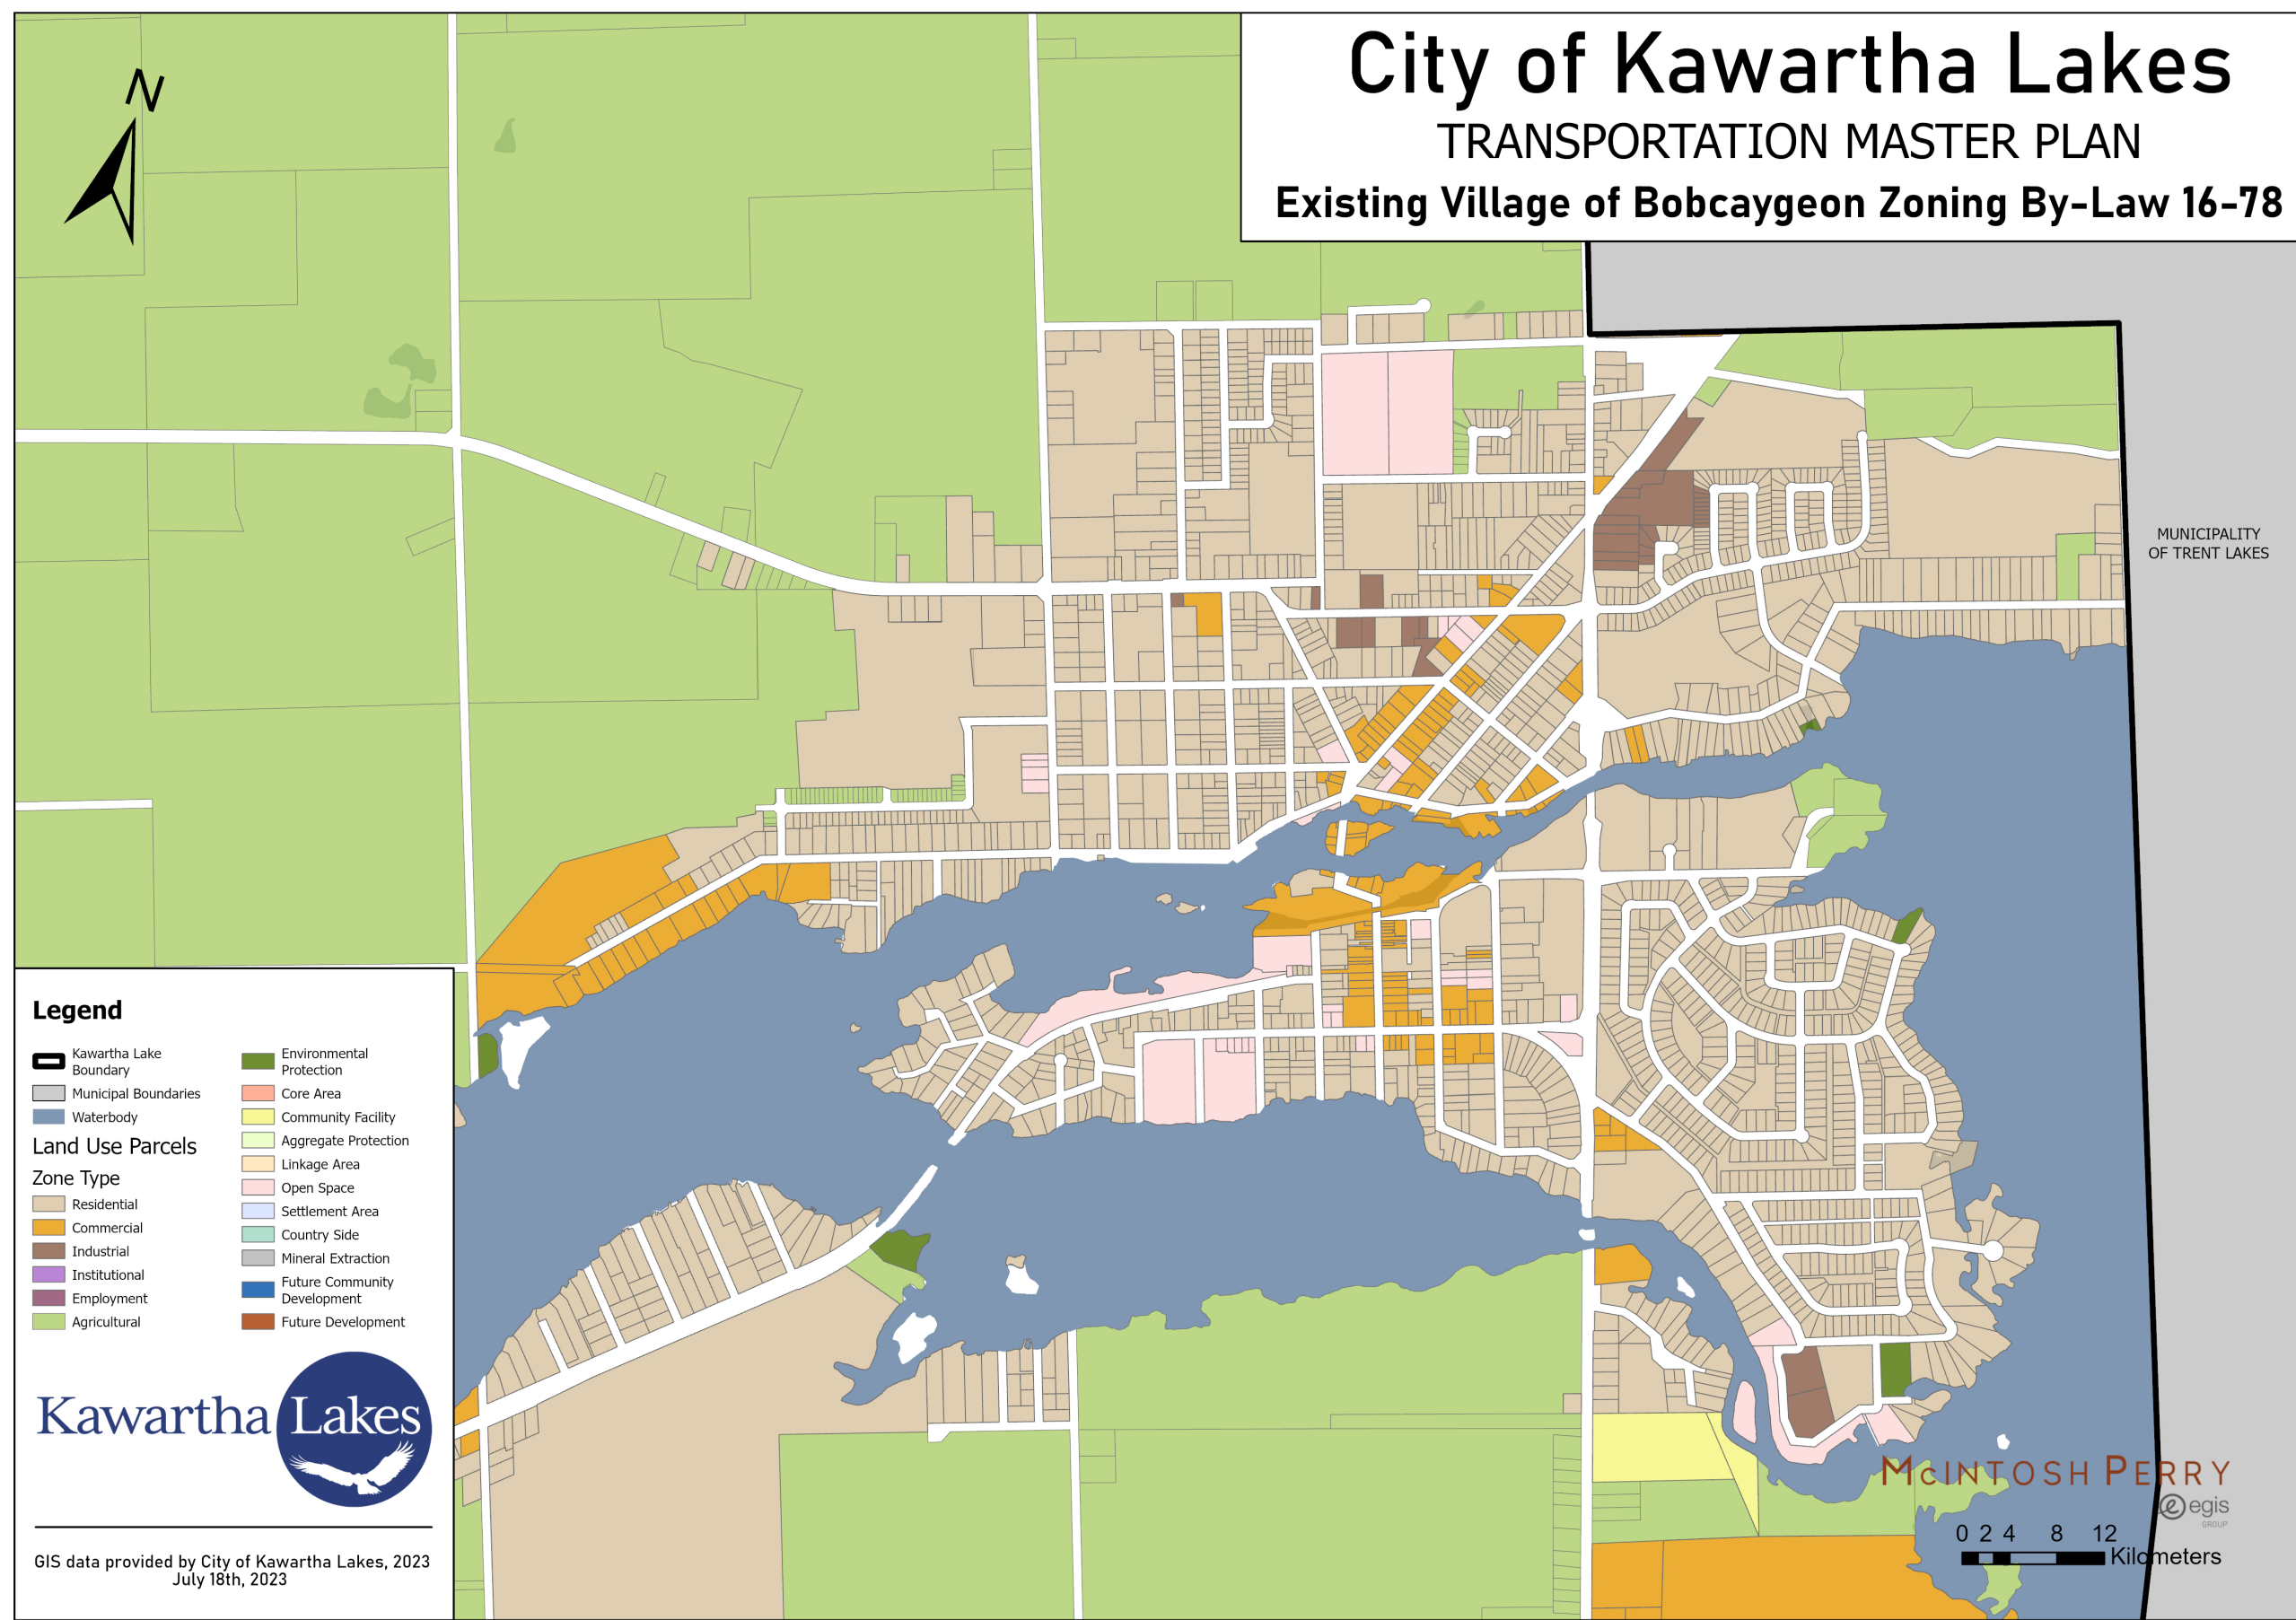 City of Kawartha Lakes
TRANSPORTATION MASTER PLAN
Existing Village of Bobcaygeon Zoning By-Law 16-78
N
MUNICIPALITY
OF TRENT LAKES
Legend
Kawartha Lake
Boundary
Municipal Boundaries
Waterbody
Land Use Parcels
Zone Type
Residential
Commercial
Industrial
Institutional
Employment
Agricultural
Environmental
Protection
Core Area
Community Facility
Aggregate Protection
Linkage Area
Open Space
Settlement Area
Country Side
Mineral Extraction
Future Community
Development
Future Development
Kawartha Lakes
GIS data provided by City of Kawartha Lakes, 2023
July 18th, 2023
McINTOSH PERRY
egis
GROUP
0 2 4 8 12
Kilometers